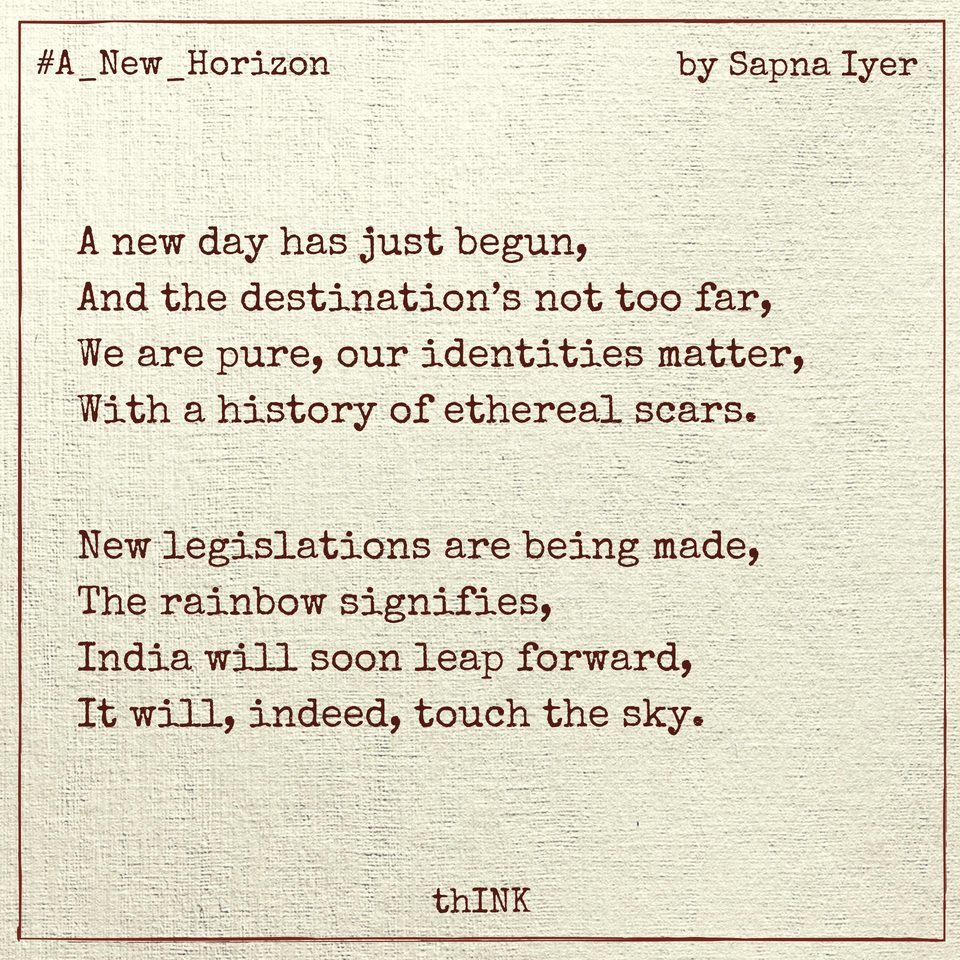 #A_New_Horizon
by Sapna Iyer
A new day has just begun,
And the destination’s not too far,
We are pure, our identities matter,
With a history of ethereal scars.
New legislations are being made,
The rainbow signifies,
India will soon leap forward,
It will, indeed, touch the sky.
thINK